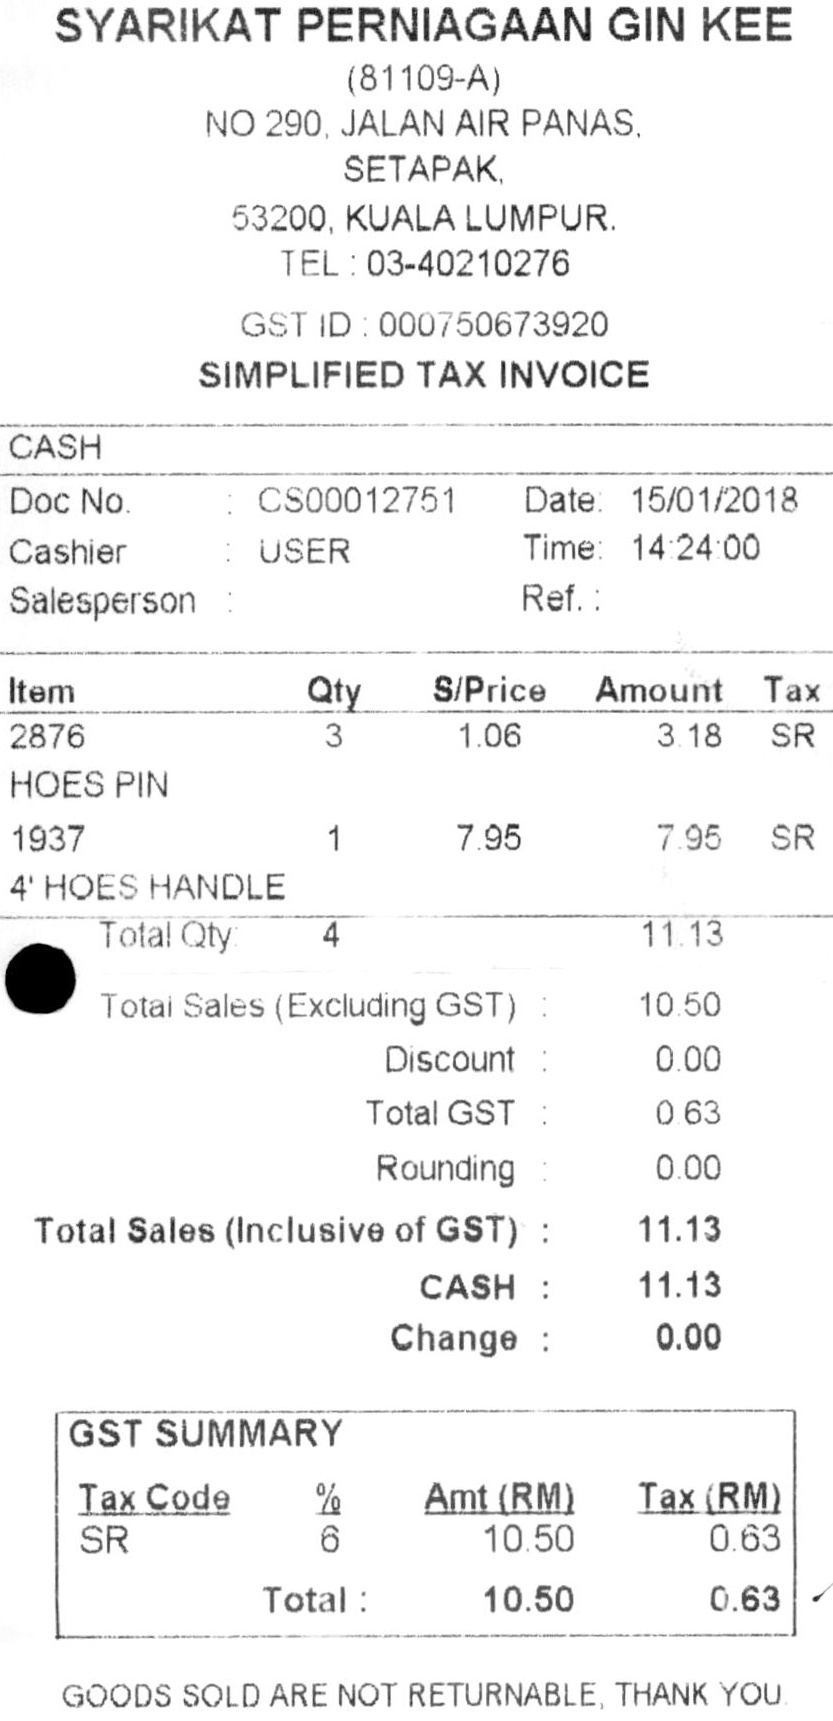 SYARIKAT PERNIAGAAN GIN KEE
(81109-A)
NO 290, JALAN AIR PANAS,
SETAPAK,
53200, KUALA LUMPUR.
TEL : 03-40210276
GST ID : 000750673920
SIMPLIFIED TAX INVOICE
CASH
Doc No. : CS00012751 Date: 15/01/2018
Cashier : USER Time: 14:24:00
Salesperson : Ref. :
Item Qty S/Price Amount Tax
2876 3 1.06 3.18 SR
HOES PIN
1937 1 7.95 7.95 SR
4' HOES HANDLE
Total Qty: 4 11.13
Total Sales (Excluding GST) : 10.50
Discount : 0.00
Total GST : 0.63
Rounding : 0.00
Total Sales (Inclusive of GST) : 11.13
CASH : 11.13
Change : 0.00
GST SUMMARY
Tax Code % Amt (RM) Tax (RM)
SR 6 10.50 0.63
Total : 10.50 0.63
GOODS SOLD ARE NOT RETURNABLE, THANK YOU.